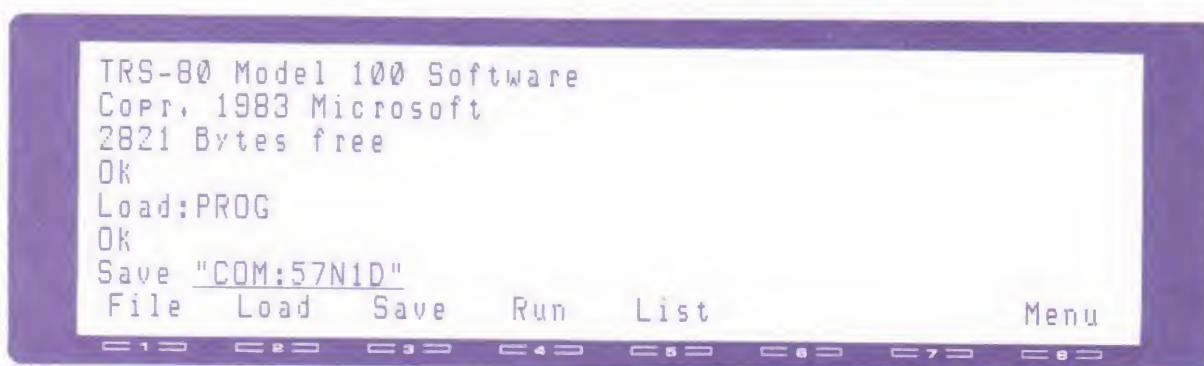 TRS-80 Model 100 Software
Copr. 1983 Microsoft
2821 Bytes free
Ok
Load:PROG
Ok
Save "COM:57N1D"
File Load Save Run List Menu
1 2 3 4 5 6 7 8